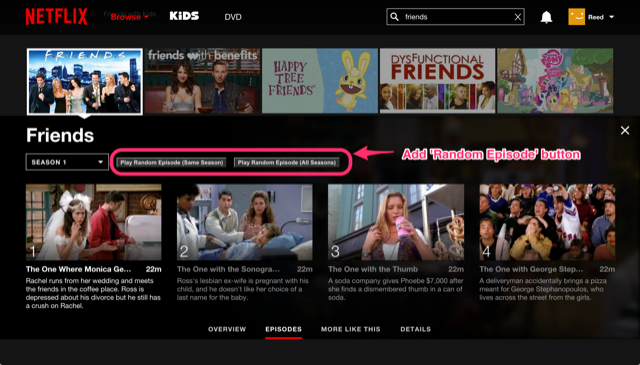 NETFLIX
Browse
KiDS
DVD
friends
Reed
FRIENDS
friends with benefits
HAPPY
TREE
FRIENDS
DYSFUNCTIONAL
FRIENDS
Friends
SEASON 1
Play Random Episode (Same Season)
Play Random Episode (All Seasons)
Add 'Random Episode' button
1
2
3
4
The One Where Monica Ge... 22m
Rachel runs from her wedding and meets
the friends in the coffee place. Ross is
depressed about his divorce but he still has
a crush on Rachel.
The One with the Sonogra... 22m
Ross's lesbian ex-wife is pregnant with his
child, and he doesn't like her choice of a
last name for the baby.
The One with the Thumb 22m
A soda company gives Phoebe $7,000 after
she finds a dismembered thumb in a can of
soda.
The One with George Step... 22m
A deliveryman accidentally brings a pizza
meant for George Stephanopoulos, who
lives across the street from the girls.
OVERVIEW
EPISODES
MORE LIKE THIS
DETAILS